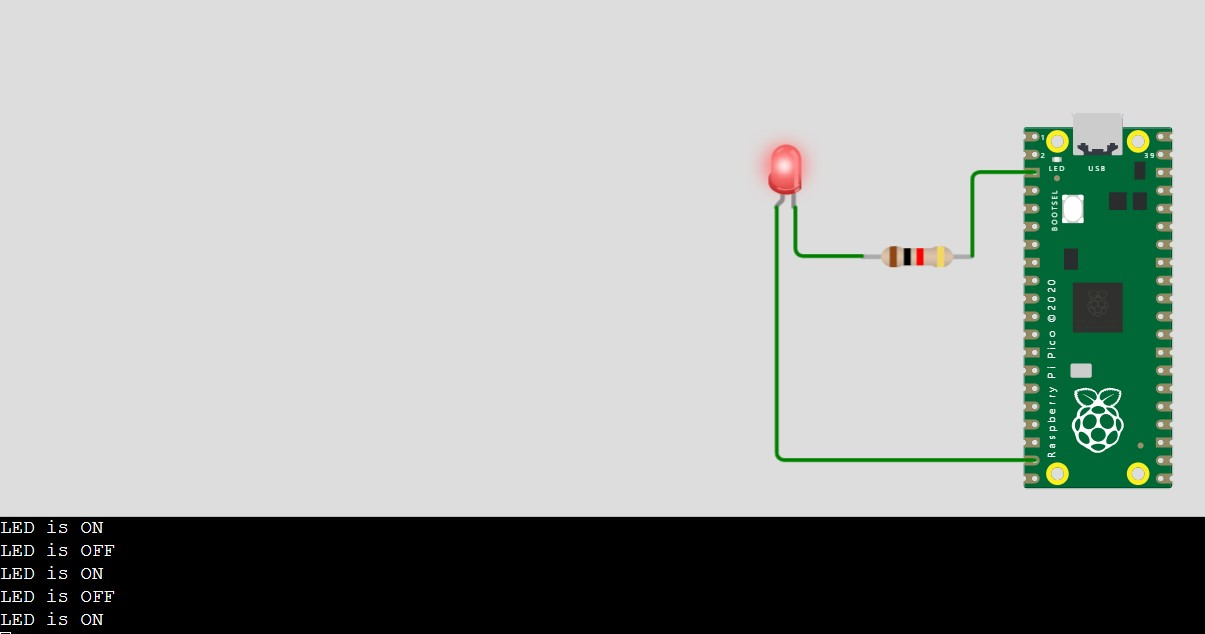 1
2
39
LED USB
BOOTSEL
Raspberry Pi Pico ©2020
LED is ON
LED is OFF
LED is ON
LED is OFF
LED is ON